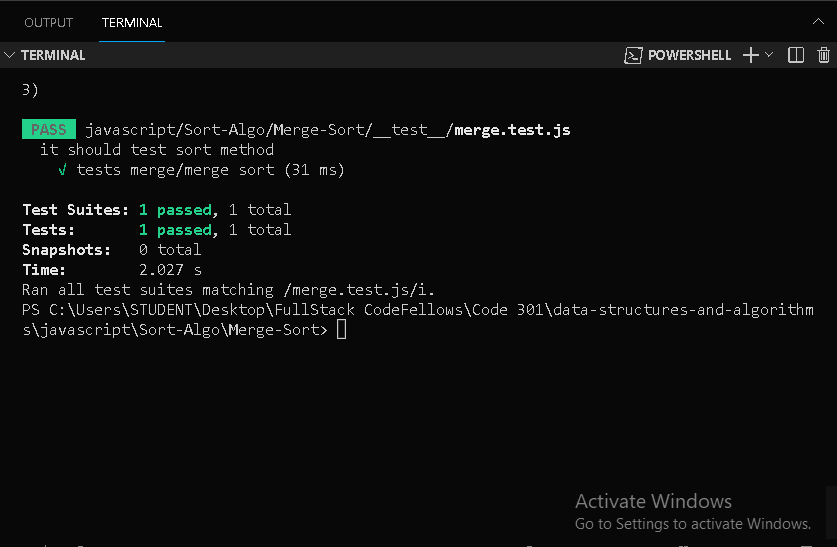 OUTPUT TERMINAL
TERMINAL POWERSHELL
3)
PASS javascript/Sort-Algo/Merge-Sort/__test__/merge.test.js
it should test sort method
√ tests merge/merge sort (31 ms)
Test Suites: 1 passed, 1 total
Tests: 1 passed, 1 total
Snapshots: 0 total
Time: 2.027 s
Ran all test suites matching /merge.test.js/i.
PS C:\Users\STUDENT\Desktop\FullStack CodeFellows\Code 301\data-structures-and-algorithm
s\javascript\Sort-Algo\Merge-Sort>
Activate Windows
Go to Settings to activate Windows.